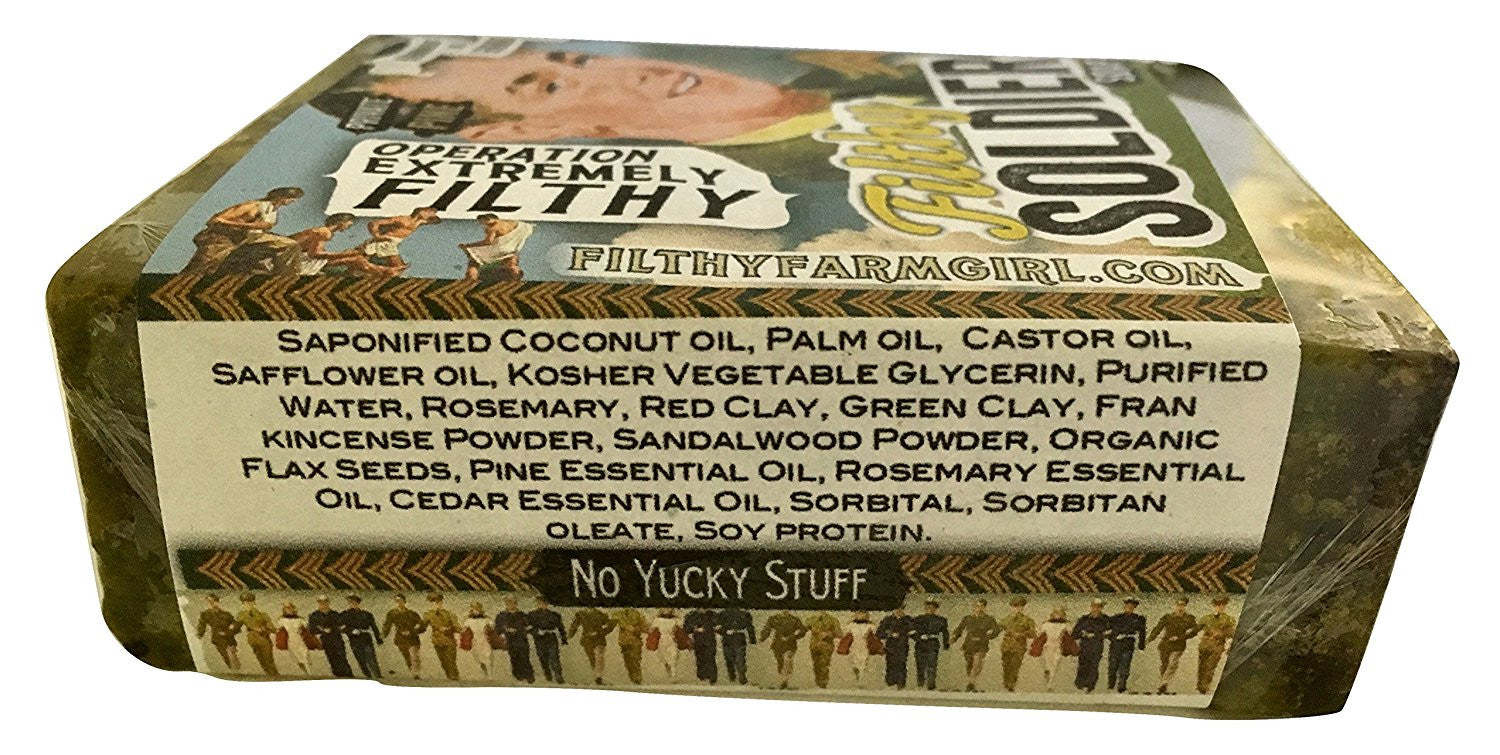 Filthy
SOLDIER
OPERATION
EXTREMELY
FILTHY
FILTHYFARMGIRL.COM
SAPONIFIED COCONUT OIL, PALM OIL, CASTOR OIL,
SAFFLOWER OIL, KOSHER VEGETABLE GLYCERIN, PURIFIED
WATER, ROSEMARY, RED CLAY, GREEN CLAY, FRAN
KINCENSE POWDER, SANDALWOOD POWDER, ORGANIC
FLAX SEEDS, PINE ESSENTIAL OIL, ROSEMARY ESSENTIAL
OIL, CEDAR ESSENTIAL OIL, SORBITAL, SORBITAN
OLEATE, SOY PROTEIN.
NO YUCKY STUFF